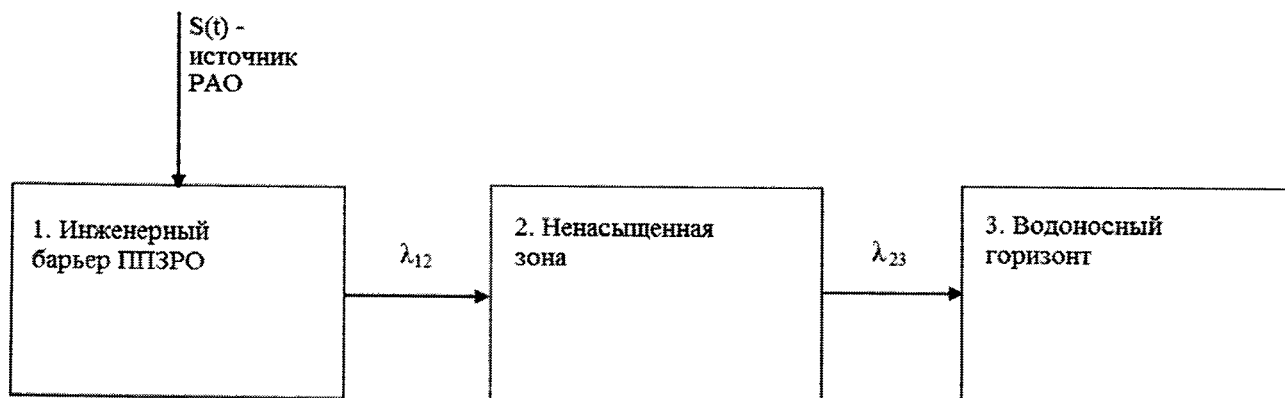 S(t) -
источник
РАО
1. Инженерный
барьер ППЗРО
λ₁₂
2. Ненасыщенная
зона
λ₂₃
3. Водоносный
горизонт